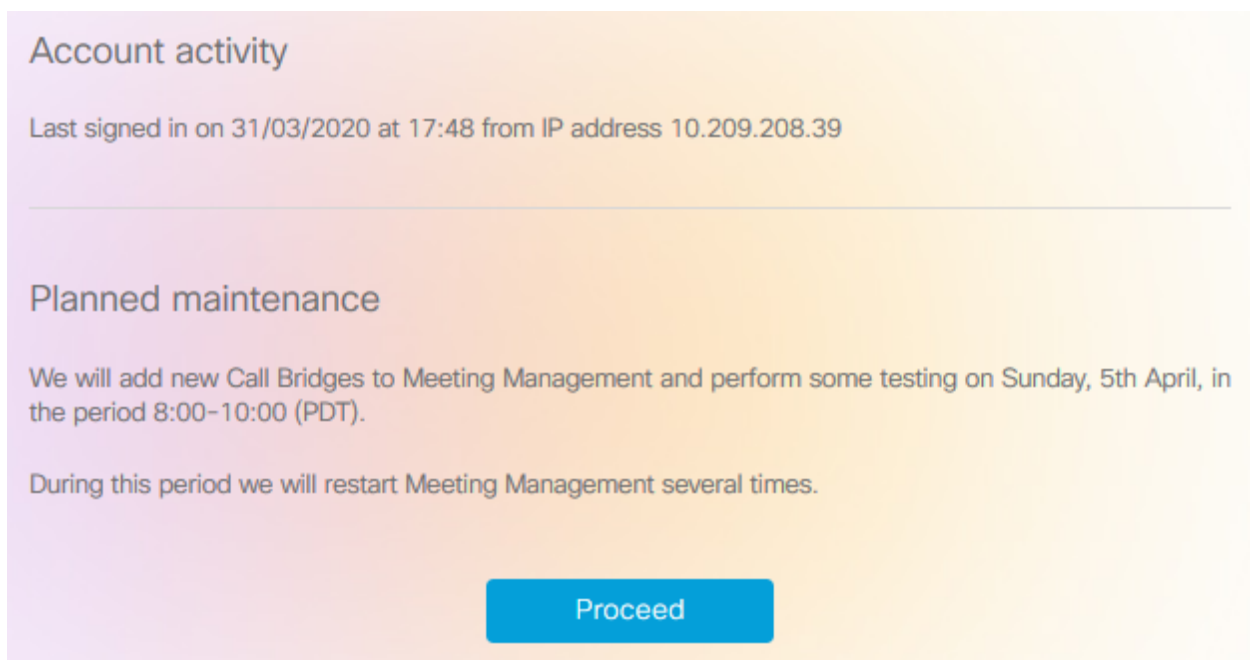 Account activity
Last signed in on 31/03/2020 at 17:48 from IP address 10.209.208.39
Planned maintenance
We will add new Call Bridges to Meeting Management and perform some testing on Sunday, 5th April, in
the period 8:00-10:00 (PDT).
During this period we will restart Meeting Management several times.
Proceed